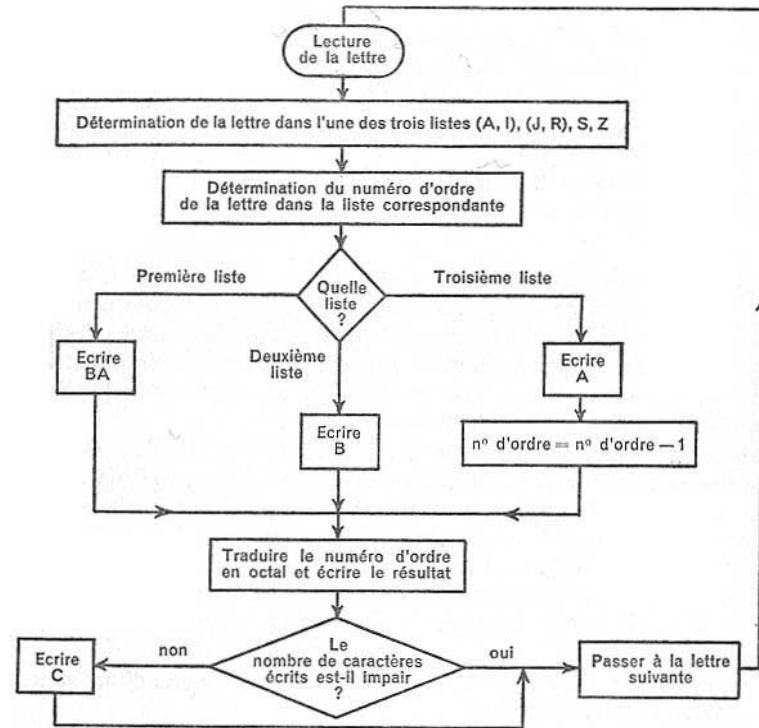 Lecture
de la lettre
Détermination de la lettre dans l'une des trois listes (A, I), (J, R), S, Z
Détermination du numéro d'ordre
de la lettre dans la liste correspondante
Première liste
Quelle
liste
?
Troisième liste
Deuxième
liste
Ecrire
BA
Ecrire
B
Ecrire
A
nº d'ordre = nº d'ordre — 1
Traduire le numéro d'ordre
en octal et écrire le résultat
Ecrire
C
non
Le
nombre de caractères
écrits est-il impair
?
oui
Passer à la lettre
suivante